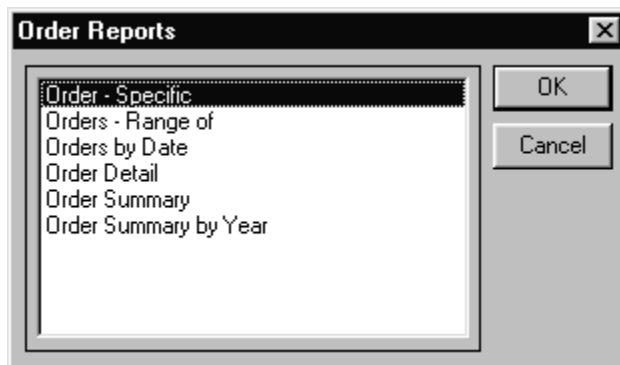 Order Reports
Order - Specific
Orders - Range of
Orders by Date
Order Detail
Order Summary
Order Summary by Year
OK
Cancel